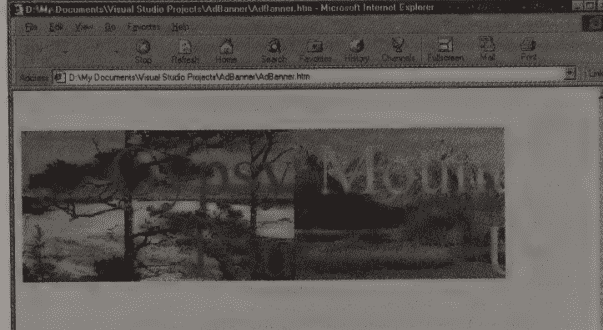 D:\My Documents\Visual Studio Projects\AdBanner\AdBanner.htm - Microsoft Internet Explorer
File Edit View Go Favorites Help
Stop Refresh Home Search Favorites History Channels Fullscreen Mail Print
Address D:\My Documents\Visual Studio Projects\AdBanner\AdBanner.htm Link